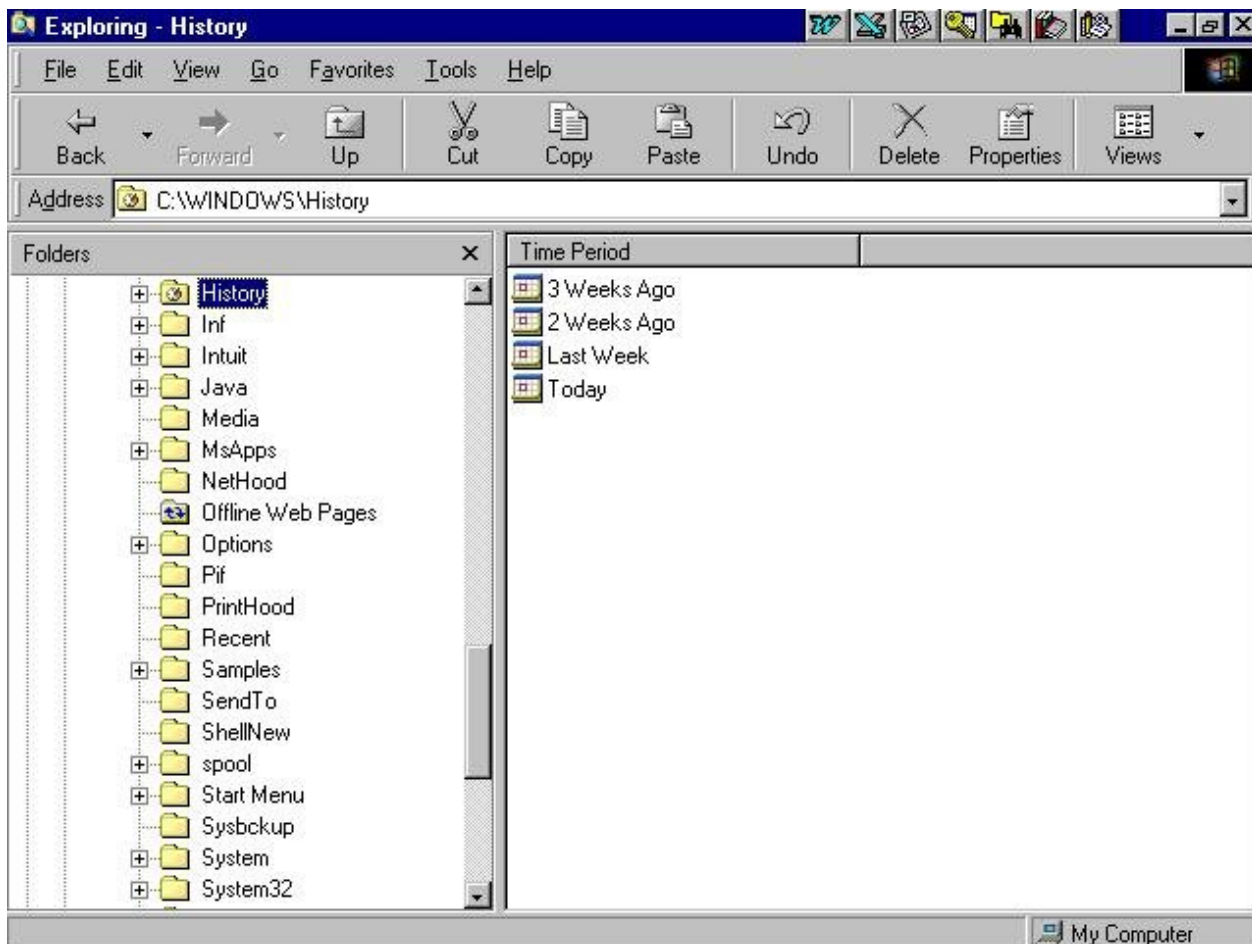 Exploring - History
File Edit View Go Favorites Tools Help
Back Forward Up Cut Copy Paste Undo Delete Properties Views
Address C:\WINDOWS\History
Folders
History
Inf
Intuit
Java
Media
MsApps
NetHood
Offline Web Pages
Options
Pif
PrintHood
Recent
Samples
SendTo
ShellNew
spool
Start Menu
Sysbckup
System
System32
Time Period
3 Weeks Ago
2 Weeks Ago
Last Week
Today
My Computer